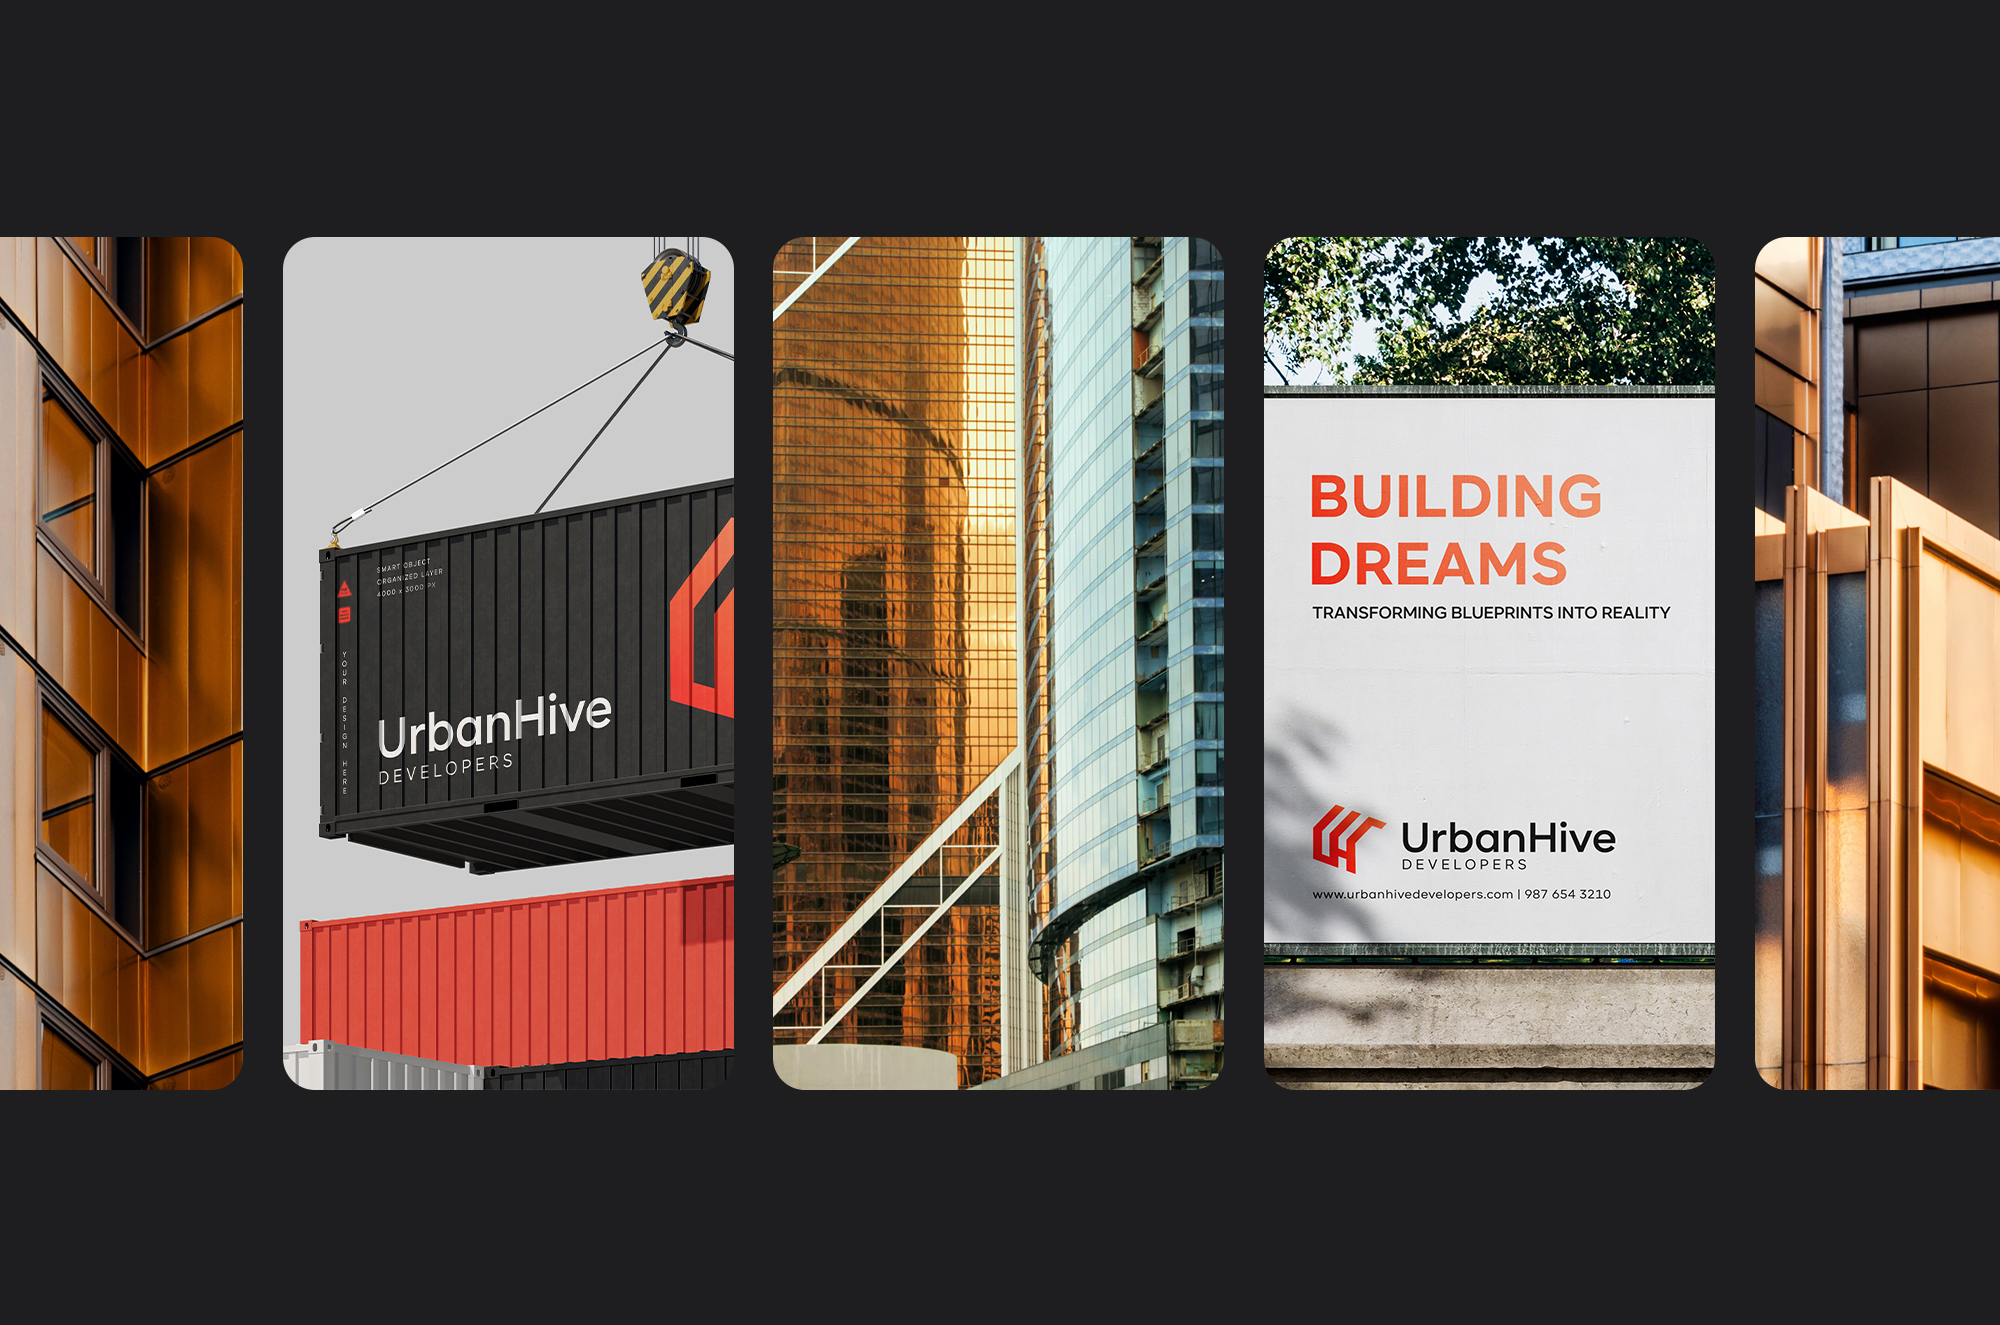 SMART OBJECT
ORGANIZED LAYER
4000 x 3000 PX
YOUR DESIGN HERE
UrbanHive
DEVELOPERS
BUILDING
DREAMS
TRANSFORMING BLUEPRINTS INTO REALITY
UrbanHive
DEVELOPERS
www.urbanhivedevelopers.com | 987 654 3210